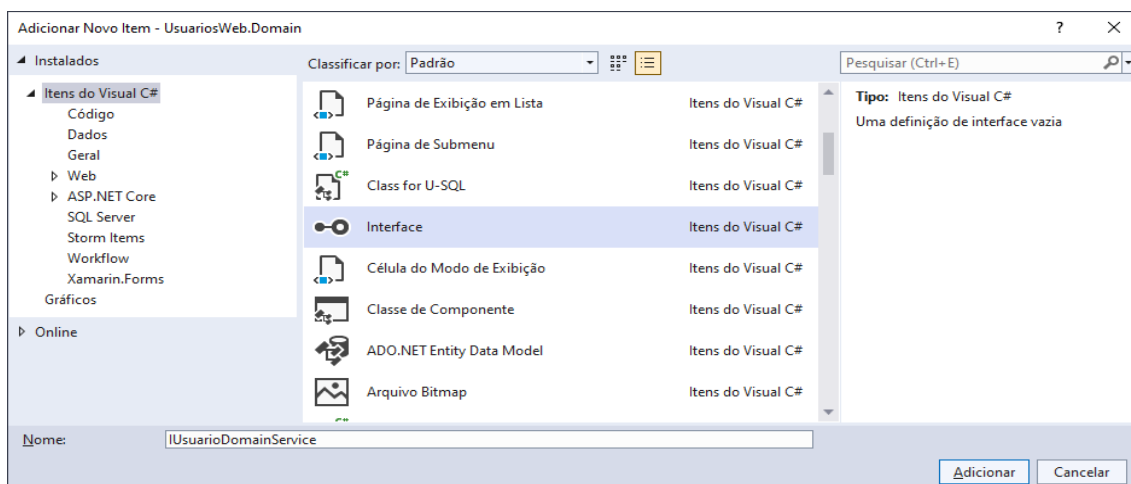 Adicionar Novo Item - UsuariosWeb.Domain
?
Instalados
Classificar por: Padrão
Pesquisar (Ctrl+E)
Itens do Visual C#
Código
Dados
Geral
Web
ASP.NET Core
SQL Server
Storm Items
Workflow
Xamarin.Forms
Gráficos
Online
Página de Exibição em Lista Itens do Visual C#
Página de Submenu Itens do Visual C#
C#
Class for U-SQL Itens do Visual C#
Interface Itens do Visual C#
Célula do Modo de Exibição Itens do Visual C#
Classe de Componente Itens do Visual C#
ADO.NET Entity Data Model Itens do Visual C#
Arquivo Bitmap Itens do Visual C#
Tipo: Itens do Visual C#
Uma definição de interface vazia
Nome: IUsuarioDomainService
Adicionar Cancelar